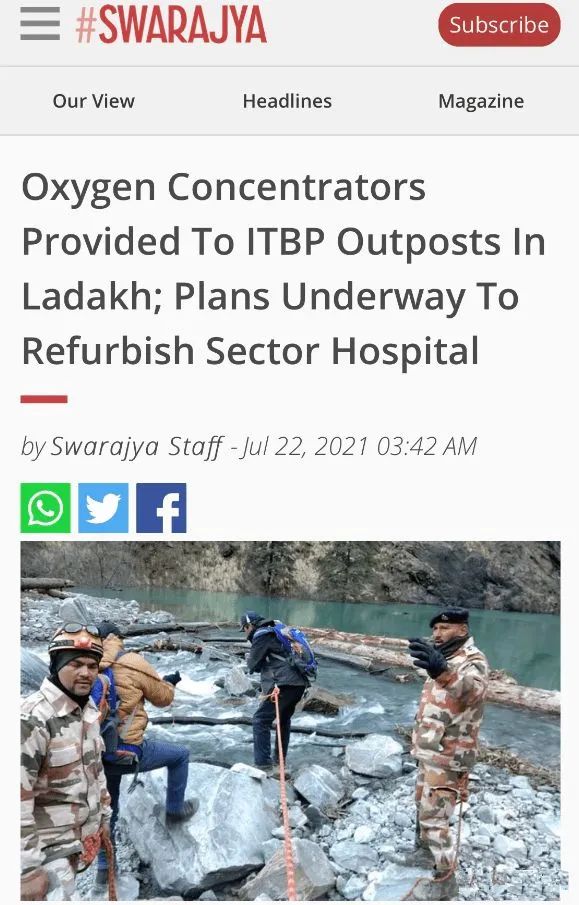 #SWARAJYA
Subscribe
Our View
Headlines
Magazine
Oxygen Concentrators
Provided To ITBP Outposts In
Ladakh; Plans Underway To
Refurbish Sector Hospital
by Swarajya Staff - Jul 22, 2021 03:42 AM